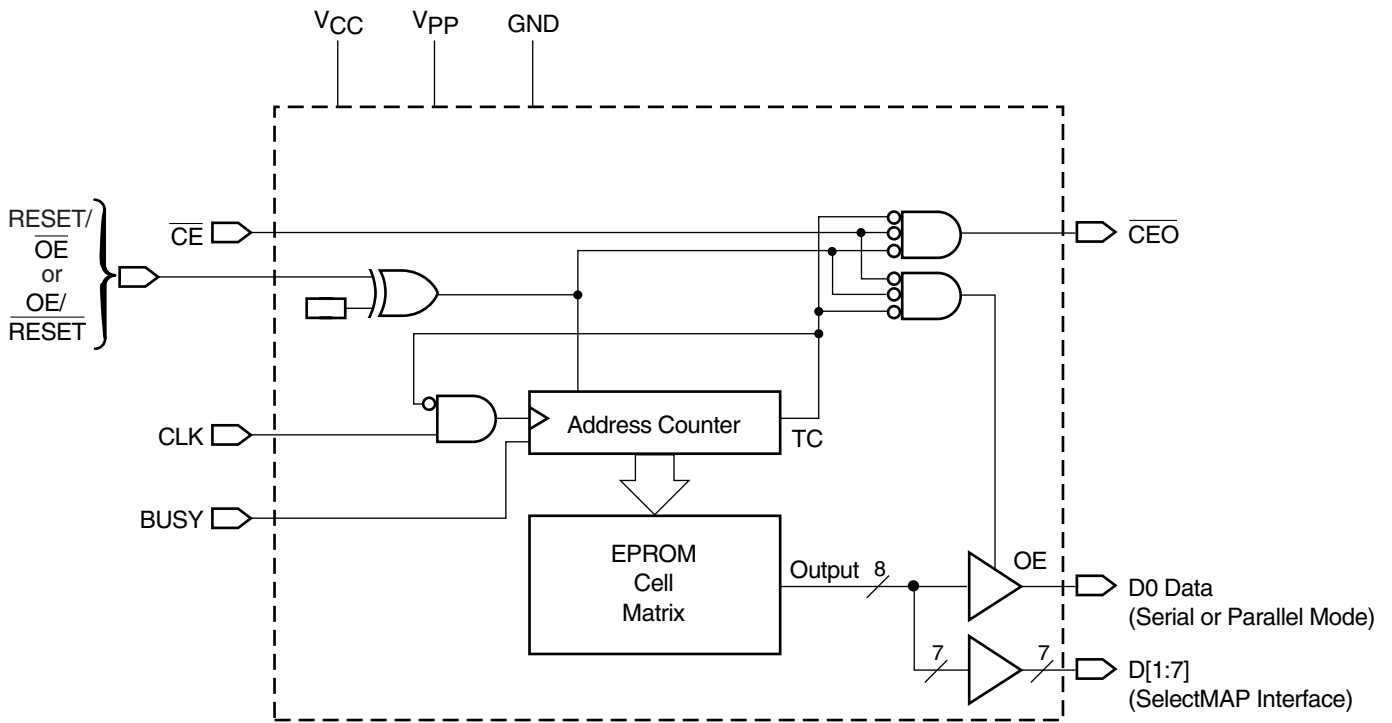 VCC
VPP
GND
RESET/
OE
or
OE/
RESET
CE
CEO
CLK
Address Counter
TC
BUSY
EPROM
Cell
Matrix
Output
8
OE
D0 Data
(Serial or Parallel Mode)
7
7
D[1:7]
(SelectMAP Interface)